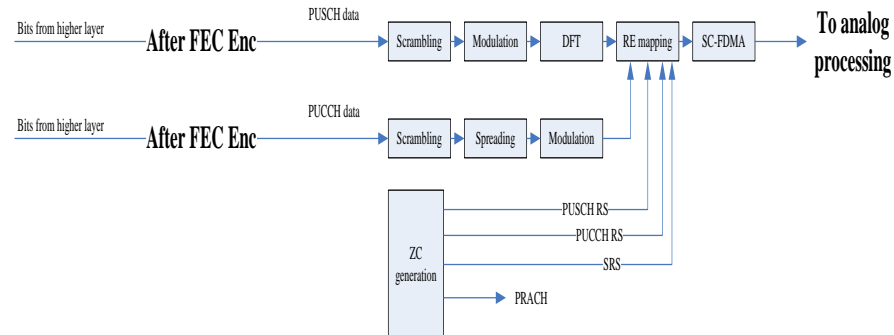 PUSCH data
Bits from higher layer
After FEC Enc
Scrambling
Modulation
DFT
RE mapping
SC-FDMA
To analog
processing
PUCCH data
Bits from higher layer
After FEC Enc
Scrambling
Spreading
Modulation
ZC
generation
PUSCH RS
PUCCH RS
SRS
PRACH